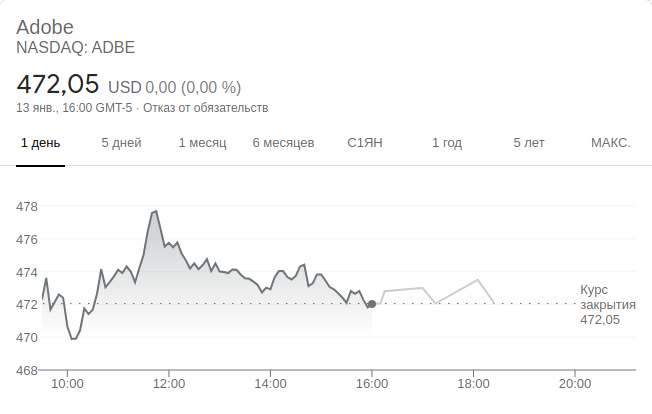 Adobe
NASDAQ: ADBE
472,05 USD 0,00 (0,00 %)
13 янв., 16:00 GMT-5 · Отказ от обязательств
1 день 5 дней 1 месяц 6 месяцев С1ЯН 1 год 5 лет МАКС.
478
476
474
472
470
468
Курс
закрытия
472,05
10:00 12:00 14:00 16:00 18:00 20:00